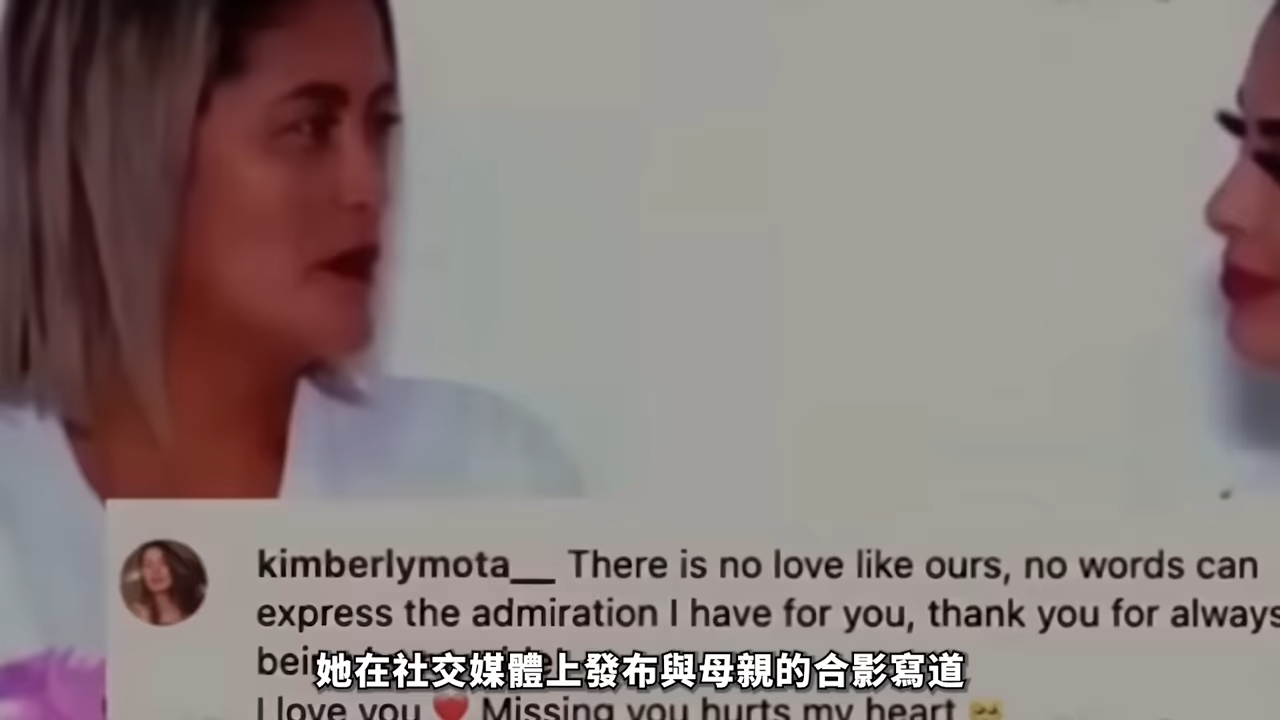 kimberlymota__ There is no love like ours, no words can
express the admiration I have for you, thank you for always
她在社交媒體上發布與母親的合影寫道
I love you ❤️ Missing you hurts my heart 🥺